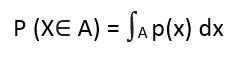 P (X∈ A) = ∫A p(x) dx